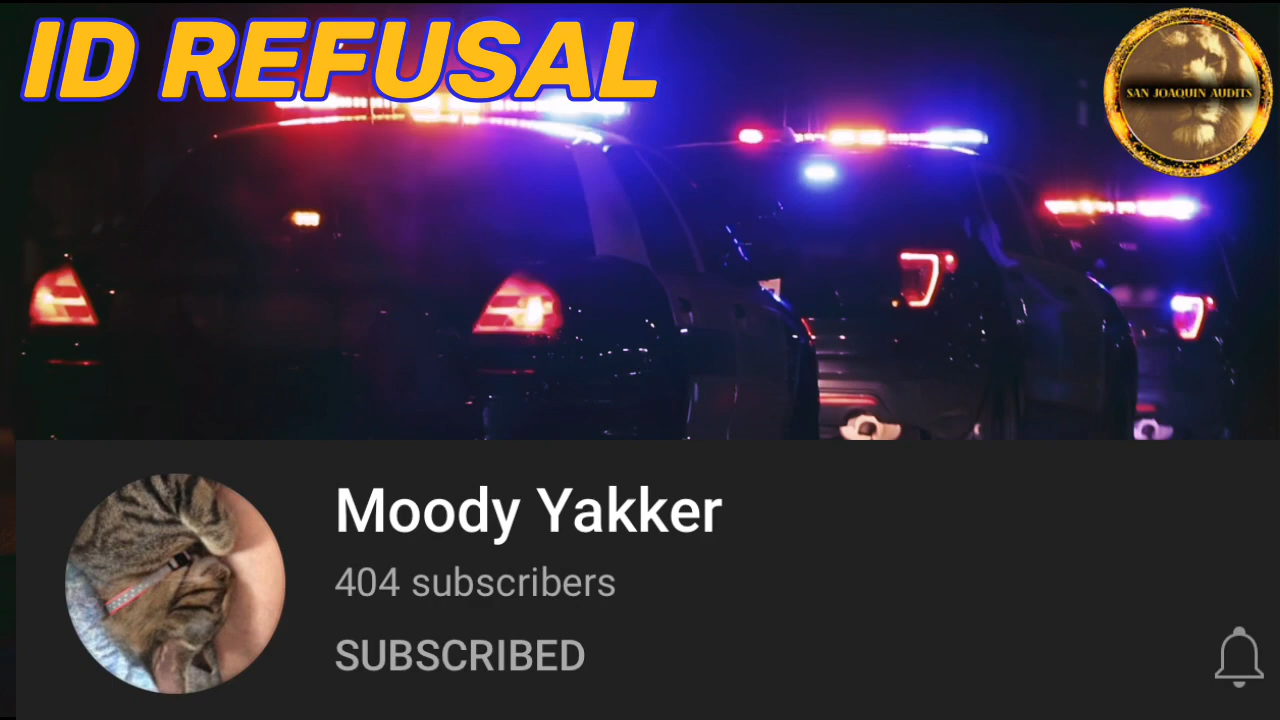 ID REFUSAL
SAN JOAQUIN AUDITS
Moody Yakker
404 subscribers
SUBSCRIBED